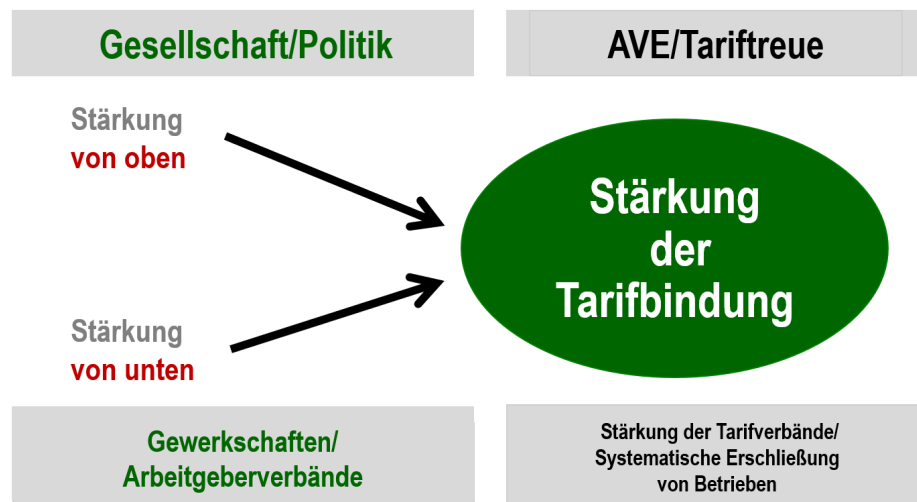 Gesellschaft/Politik
AVE/Tariftreue
Stärkung
von oben
Stärkung
der
Tarifbindung
Stärkung
von unten
Gewerkschaften/
Arbeitgeberverbände
Stärkung der Tarifverbände/
Systematische Erschließung
von Betrieben